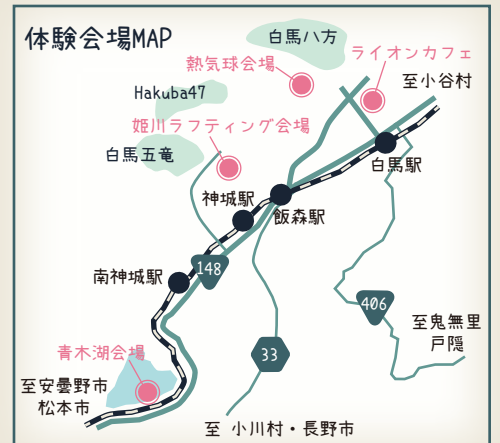 体験会場MAP
白馬八方
熱気球会場
ライオンカフェ
至小谷村
Hakuba47
姫川ラフティング会場
白馬五竜
白馬駅
神城駅
飯森駅
148
南神城駅
406
至鬼無里
戸隠
33
青木湖会場
至安曇野市
松本市
至 小川村・長野市